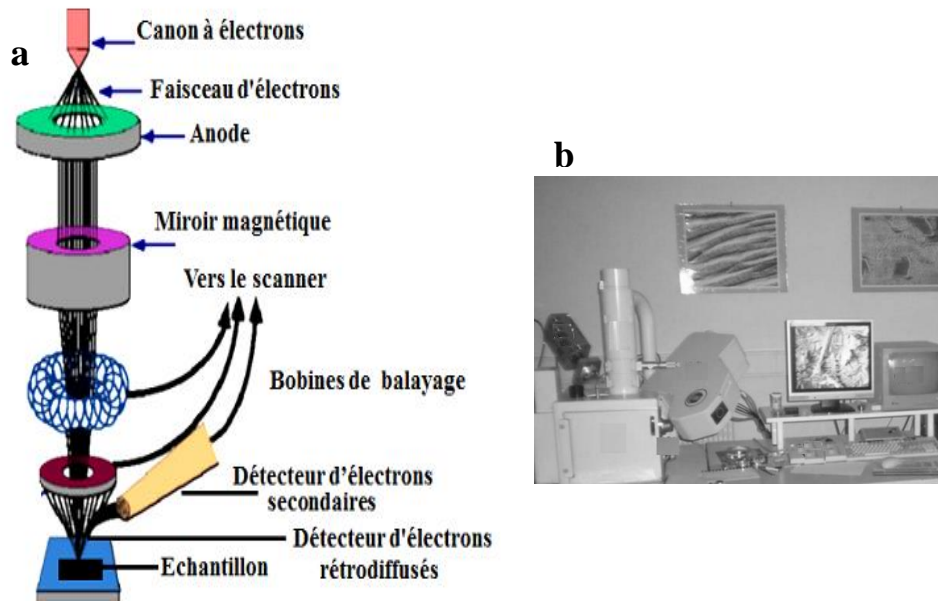 a
Canon à électrons
Faisceau d'électrons
Anode
Miroir magnétique
Vers le scanner
Bobines de balayage
Détecteur d’électrons
secondaires
Détecteur d'électrons
rétrodiffusés
Echantillon
b